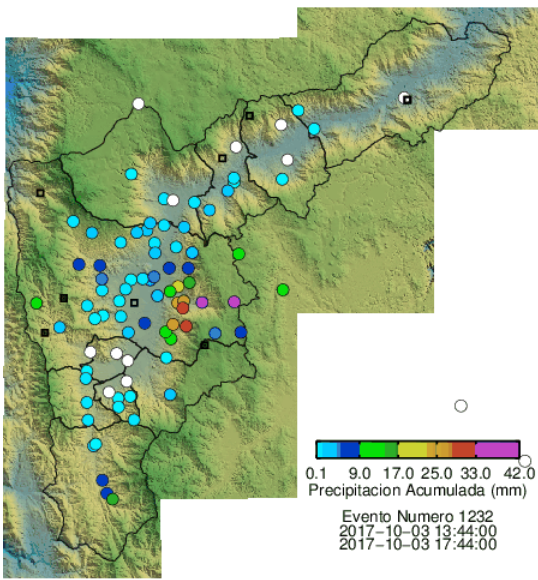 0.1 9.0 17.0 25.0 33.0 42.0
Precipitacion Acumulada (mm)
Evento Numero 1232
2017-10-03 13:44:00
2017-10-03 17:44:00